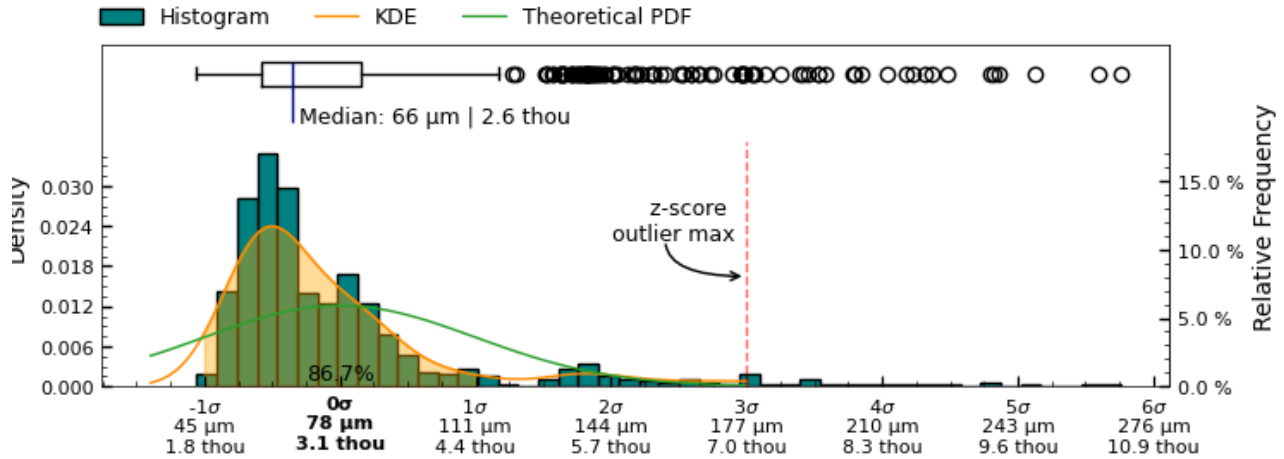 Histogram KDE Theoretical PDF
Median: 66 μm | 2.6 thou
Density
0.030
0.024
0.018
0.012
0.006
0.000
z-score
outlier max
86.7%
15.0 %
10.0 %
5.0 %
0.0 %
Relative Frequency
-1σ 0σ 1σ 2σ 3σ 4σ 5σ 6σ
45 μm 78 μm 111 μm 144 μm 177 μm 210 μm 243 μm 276 μm
1.8 thou 3.1 thou 4.4 thou 5.7 thou 7.0 thou 8.3 thou 9.6 thou 10.9 thou